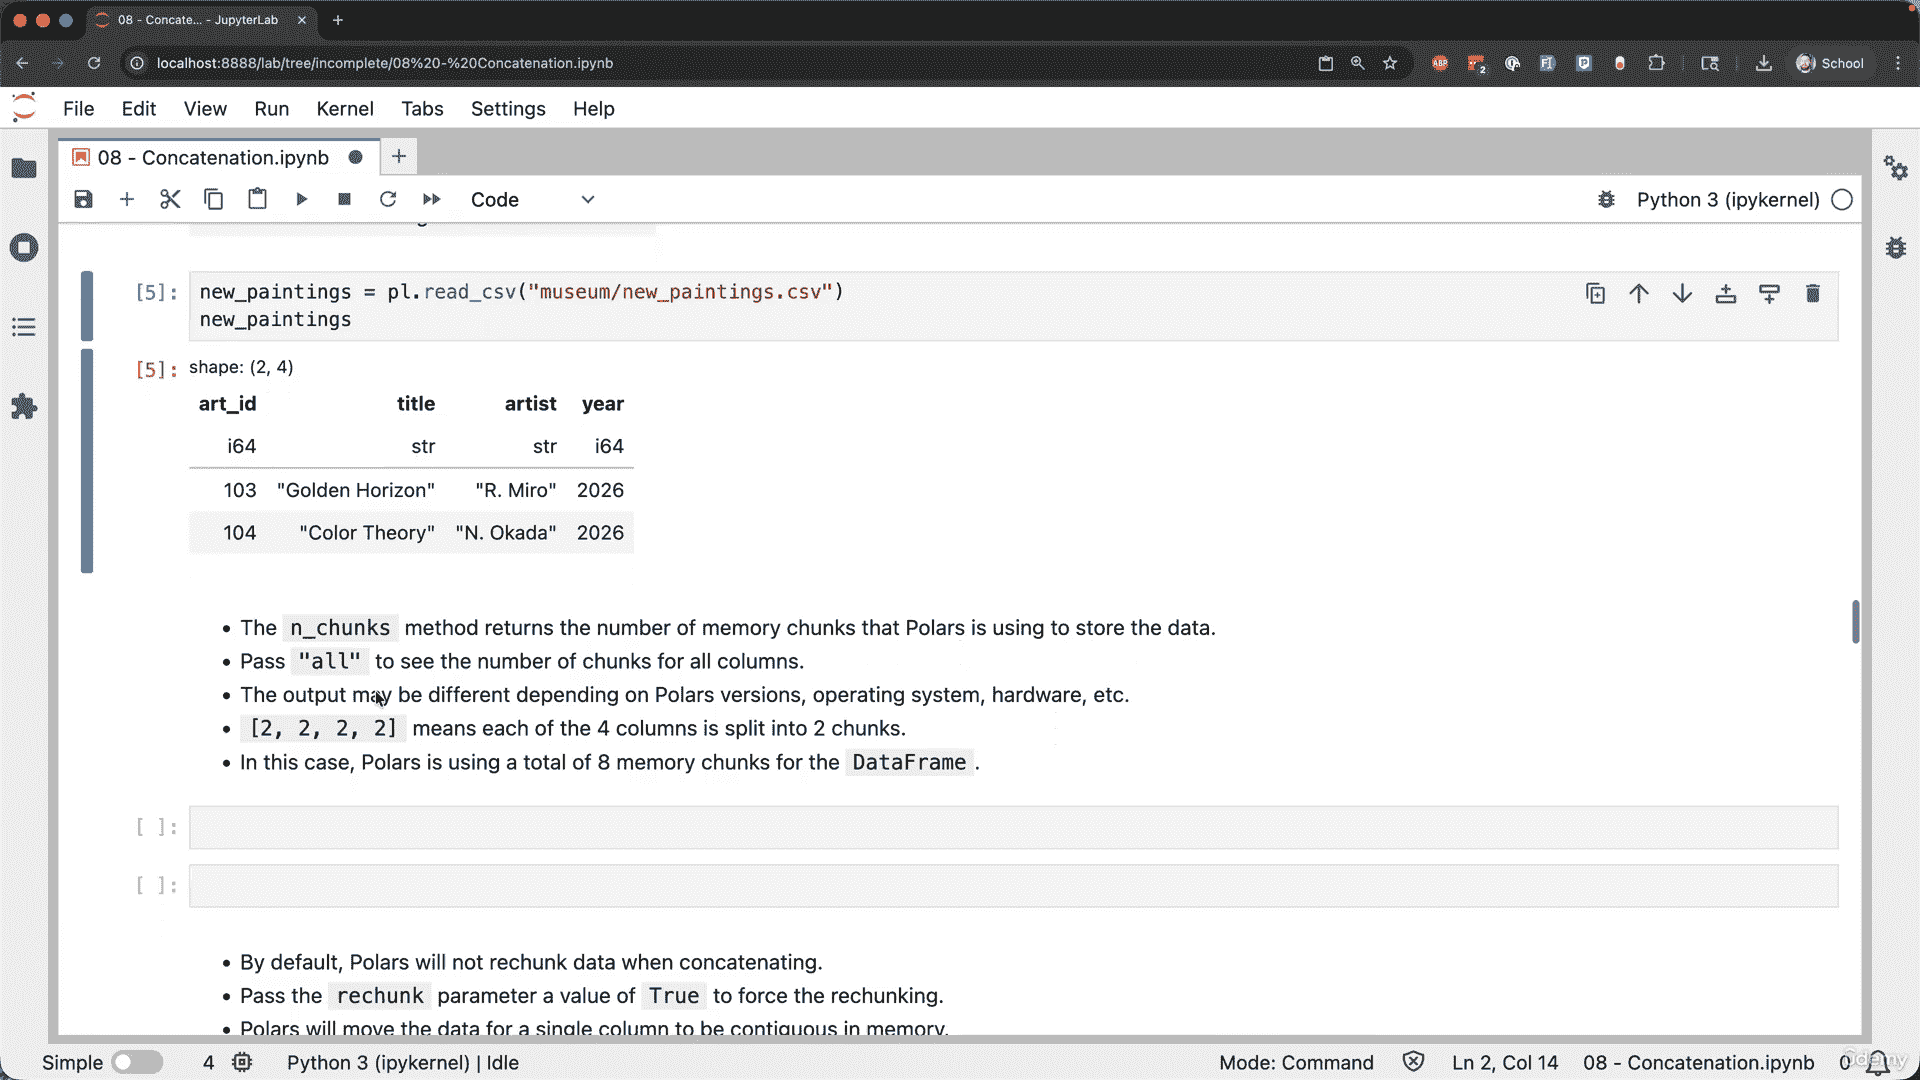 08 - Concate... - JupyterLab
localhost:8888/lab/tree/incomplete/08%20-%20Concatenation.ipynb
ABP
2
School
File Edit View Run Kernel Tabs Settings Help
08 - Concatenation.ipynb
Code
Python 3 (ipykernel)
[5]:
new_paintings = pl.read_csv("museum/new_paintings.csv")
new_paintings
[5]:
shape: (2, 4)
art_id title artist year
i64 str str i64
103 "Golden Horizon" "R. Miro" 2026
104 "Color Theory" "N. Okada" 2026
• The n_chunks method returns the number of memory chunks that Polars is using to store the data.
• Pass "all" to see the number of chunks for all columns.
• The output may be different depending on Polars versions, operating system, hardware, etc.
• [2, 2, 2, 2] means each of the 4 columns is split into 2 chunks.
• In this case, Polars is using a total of 8 memory chunks for the DataFrame.
[ ]:
[ ]:
• By default, Polars will not rechunk data when concatenating.
• Pass the rechunk parameter a value of True to force the rechunking.
• Polars will move the data for a single column to be contiguous in memory.
Simple 4 Python 3 (ipykernel) | Idle Mode: Command Ln 2, Col 14 08 - Concatenation.ipynb 0
Udemy